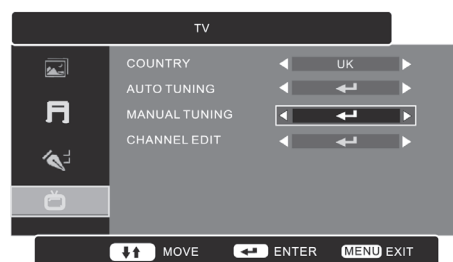 TV
COUNTRY UK
AUTO TUNING
MANUAL TUNING
CHANNEL EDIT
MOVE ENTER MENU EXIT